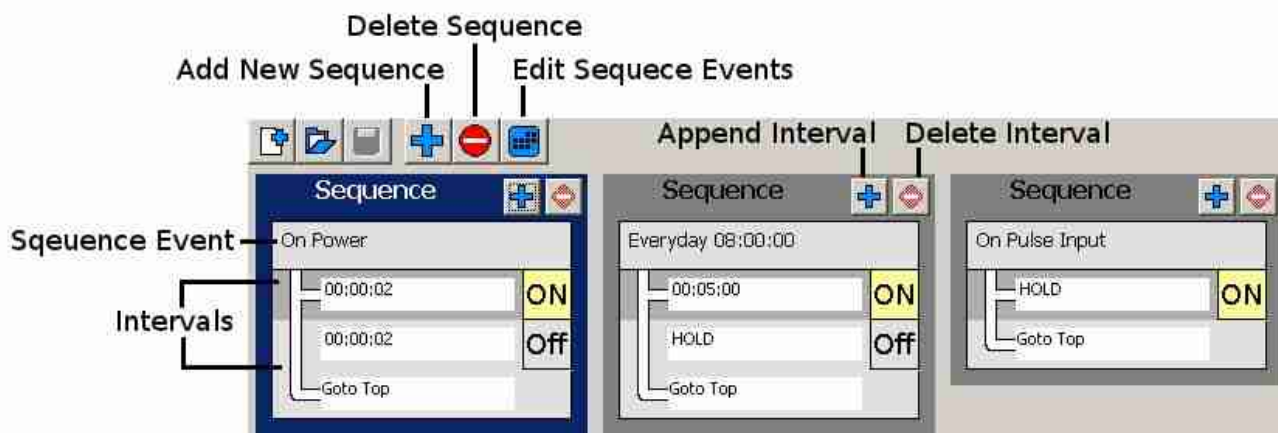 Delete Sequence
Add New Sequence
Edit Sequece Events
Append Interval
Delete Interval
Sequence
Sequence
Sequence
Sqeuence Event
On Power
Everyday 08:00:00
On Pulse Input
Intervals
00:00:02
ON
00:05:00
ON
HOLD
ON
00:00:02
Off
HOLD
Off
Goto Top
Goto Top
Goto Top